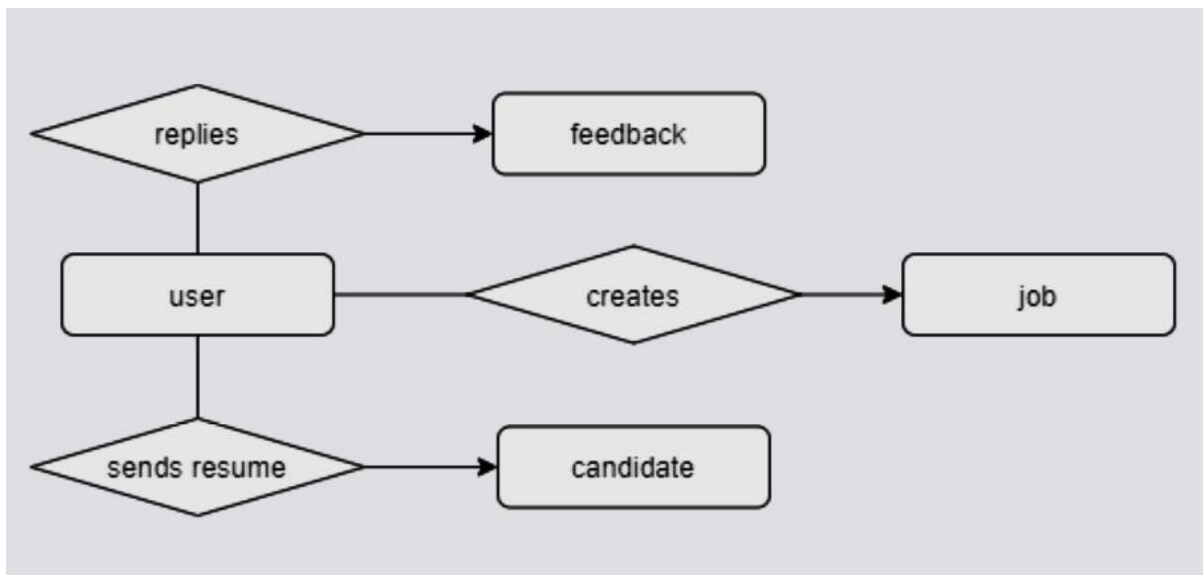 replies
feedback
user
creates
job
sends resume
candidate